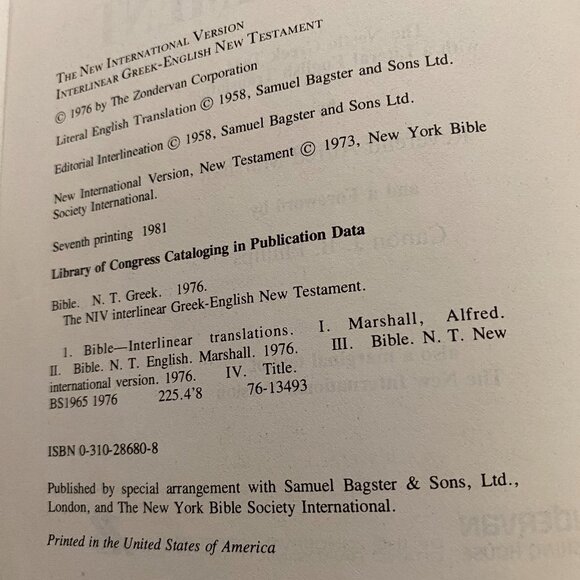 THE NEW INTERNATIONAL VERSION
INTERLINEAR GREEK-ENGLISH NEW TESTAMENT
© 1976 by The Zondervan Corporation
Literal English Translation © 1958, Samuel Bagster and Sons Ltd.
Editorial Interlineation © 1958, Samuel Bagster and Sons Ltd.
New International Version, New Testament © 1973, New York Bible
Society International.
Seventh printing 1981
Library of Congress Cataloging in Publication Data
Bible. N. T. Greek. 1976.
The NIV interlinear Greek-English New Testament.
1. Bible—Interlinear translations. I. Marshall, Alfred.
II. Bible. N. T. English. Marshall. 1976. III. Bible. N. T. New
international version. 1976. IV. Title.
BS1965 1976 225.4'8 76-13493
ISBN 0-310-28680-8
Published by special arrangement with Samuel Bagster & Sons, Ltd.,
London, and The New York Bible Society International.
Printed in the United States of America